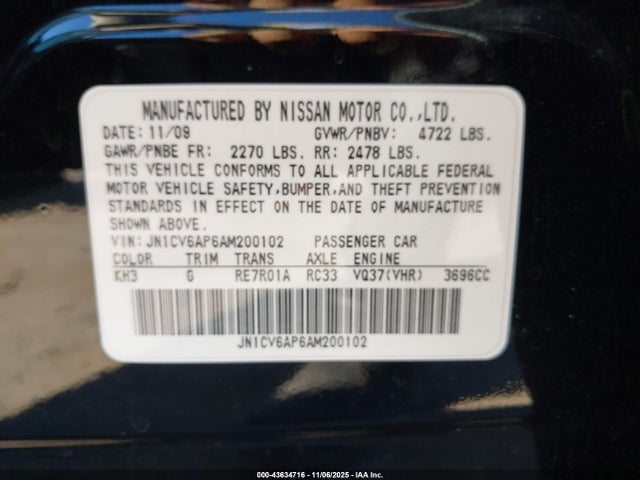 MANUFACTURED BY NISSAN MOTOR CO.,LTD.
DATE: 11/09 GVWR/PNBV: 4722 LBS.
GAWR/PNBE FR: 2270 LBS. RR: 2478 LBS.
THIS VEHICLE CONFORMS TO ALL APPLICABLE FEDERAL
MOTOR VEHICLE SAFETY,BUMPER,AND THEFT PREVENTION
STANDARDS IN EFFECT ON THE DATE OF MANUFACTURE
SHOWN ABOVE.
VIN: JN1CV6AP6AM200102 PASSENGER CAR
COLOR TRIM TRANS AXLE ENGINE
KH3 G RE7R01A RC33 VQ37(VHR) 3696CC
JN1CV6AP6AM200102
000-43634716 - 11/06/2025 - IAA Inc.